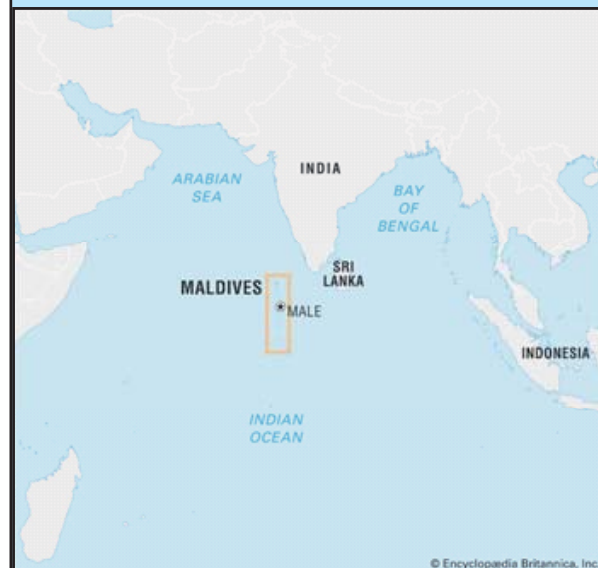 INDIA
ARABIAN
SEA
BAY
OF
BENGAL
SRI
LANKA
MALDIVES
MALE
INDONESIA
INDIAN
OCEAN
© Encyclopædia Britannica, Inc